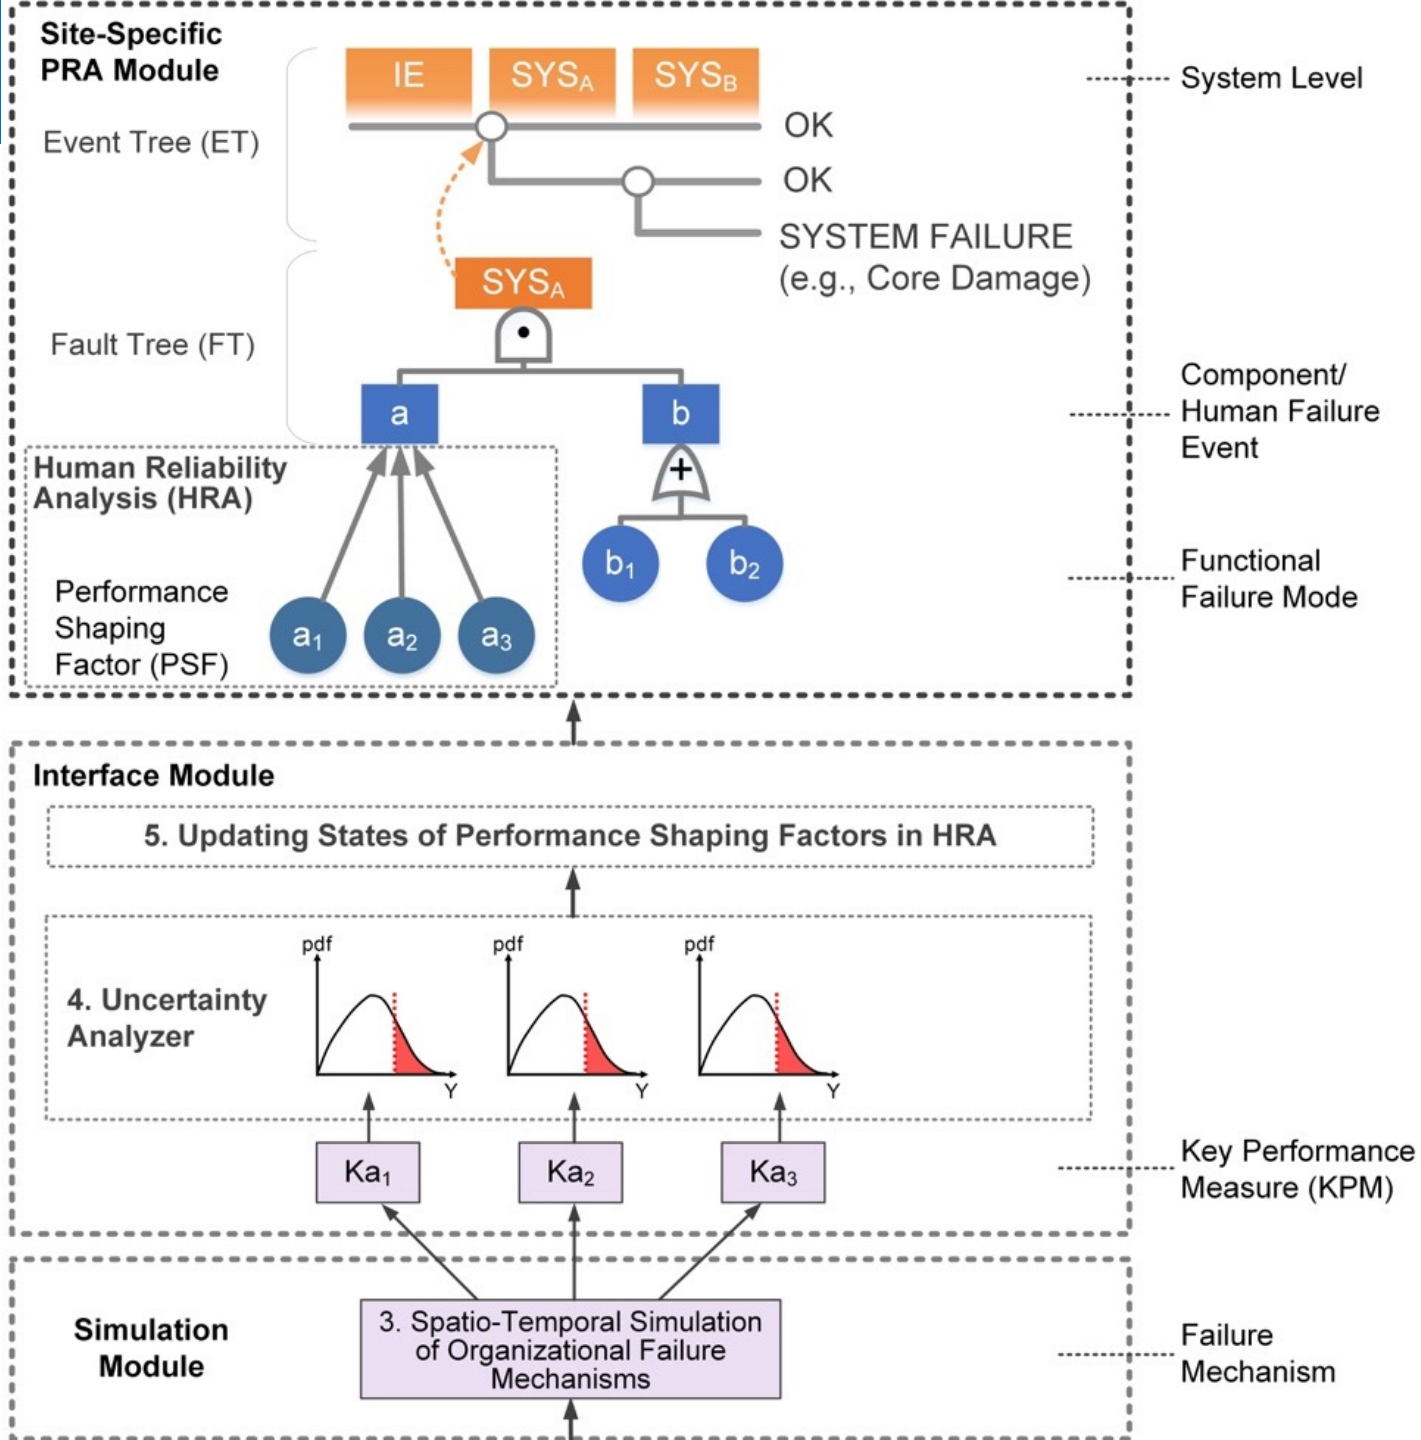 Site-Specific
PRA Module
IE
SYS_A
SYS_B
System Level
Event Tree (ET)
OK
OK
SYSTEM FAILURE
(e.g., Core Damage)
SYS_A
Fault Tree (FT)
a
b
Component/
Human Failure
Event
Human Reliability
Analysis (HRA)
+
b₁
b₂
Functional
Failure Mode
Performance
Shaping
Factor (PSF)
a₁
a₂
a₃
Interface Module
5. Updating States of Performance Shaping Factors in HRA
4. Uncertainty
Analyzer
pdf
Y
pdf
Y
pdf
Y
Ka₁
Ka₂
Ka₃
Key Performance
Measure (KPM)
Simulation
Module
3. Spatio-Temporal Simulation
of Organizational Failure
Mechanisms
Failure
Mechanism